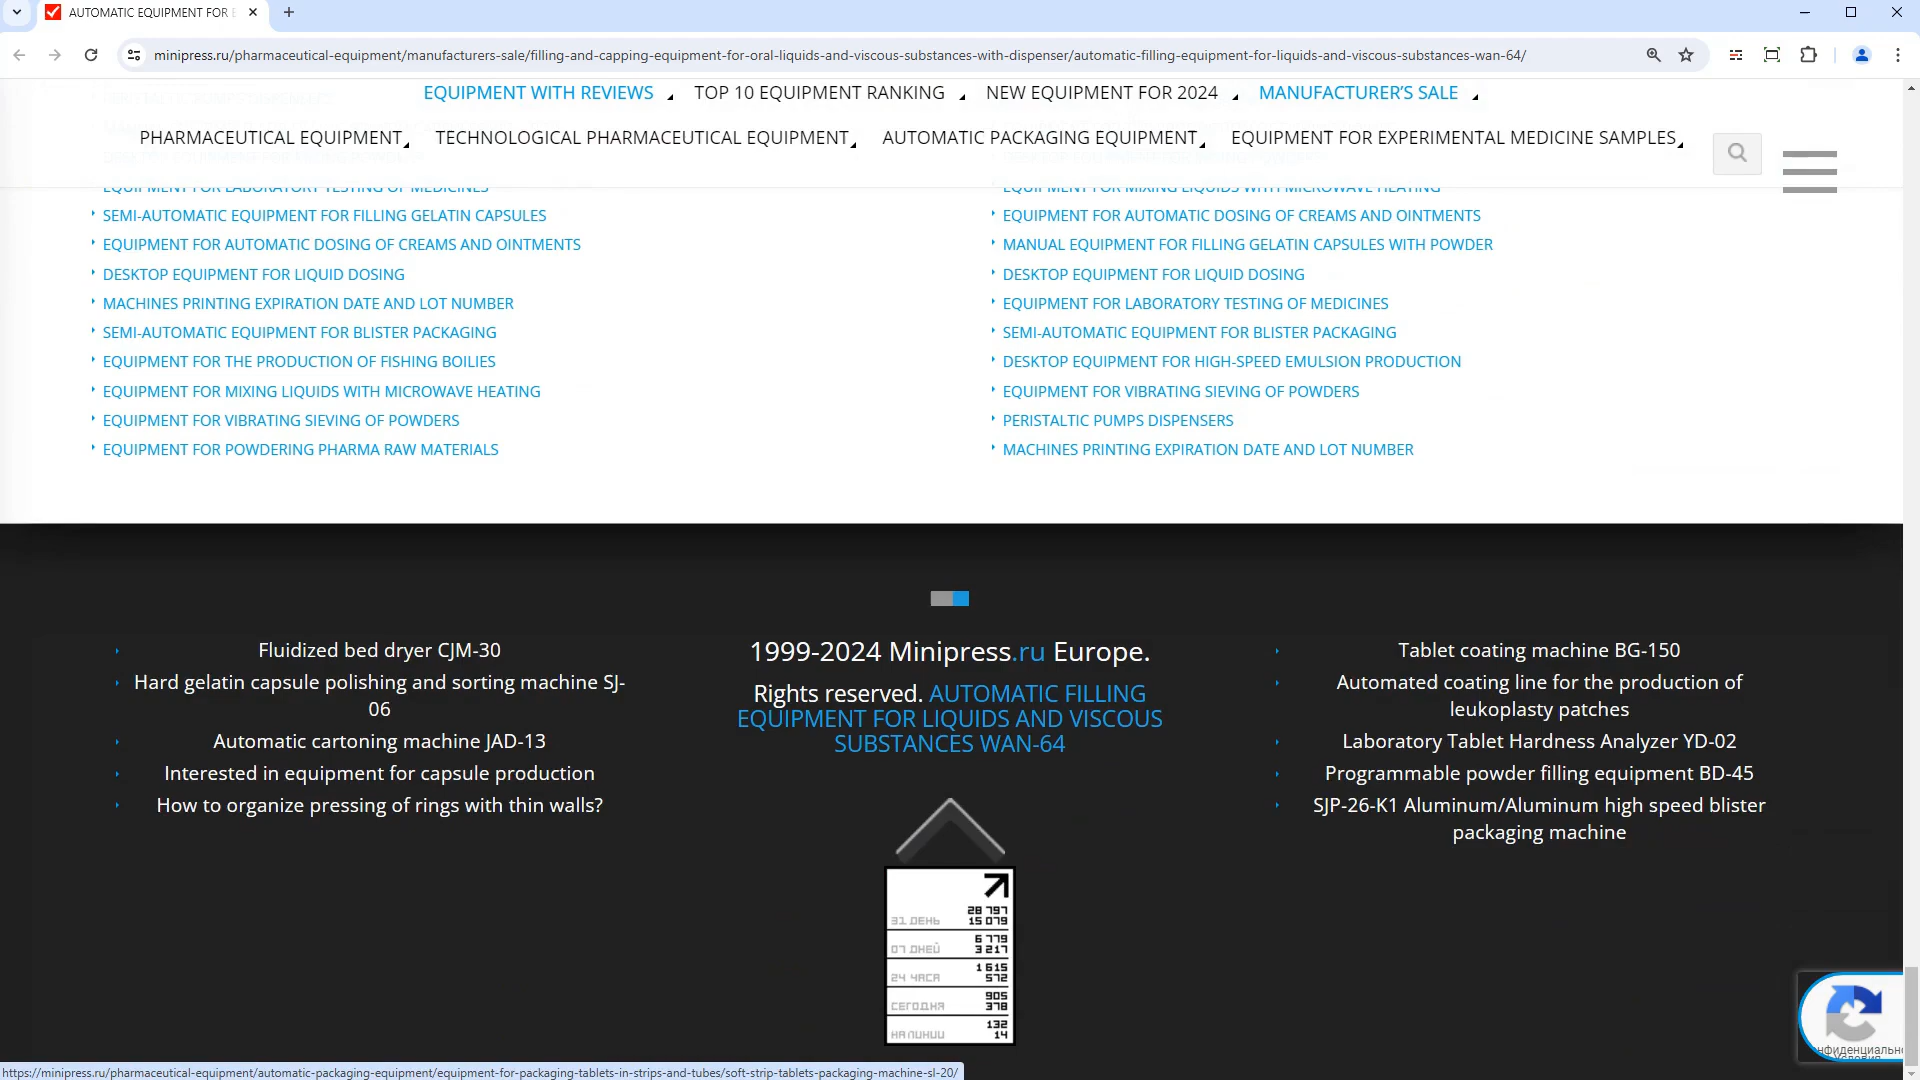 AUTOMATIC EQUIPMENT FOR E
minipress.ru/pharmaceutical-equipment/manufacturers-sale/filling-and-capping-equipment-for-oral-liquids-and-viscous-substances-with-dispenser/automatic-filling-equipment-for-liquids-and-viscous-substances-wan-64/
EQUIPMENT WITH REVIEWS TOP 10 EQUIPMENT RANKING NEW EQUIPMENT FOR 2024 MANUFACTURER'S SALE
PHARMACEUTICAL EQUIPMENT TECHNOLOGICAL PHARMACEUTICAL EQUIPMENT AUTOMATIC PACKAGING EQUIPMENT EQUIPMENT FOR EXPERIMENTAL MEDICINE SAMPLES
EQUIPMENT FOR LABORATORY TESTING OF MEDICINES
SEMI-AUTOMATIC EQUIPMENT FOR FILLING GELATIN CAPSULES
EQUIPMENT FOR AUTOMATIC DOSING OF CREAMS AND OINTMENTS
DESKTOP EQUIPMENT FOR LIQUID DOSING
MACHINES PRINTING EXPIRATION DATE AND LOT NUMBER
SEMI-AUTOMATIC EQUIPMENT FOR BLISTER PACKAGING
EQUIPMENT FOR THE PRODUCTION OF FISHING BOILIES
EQUIPMENT FOR MIXING LIQUIDS WITH MICROWAVE HEATING
EQUIPMENT FOR VIBRATING SIEVING OF POWDERS
EQUIPMENT FOR POWDERING PHARMA RAW MATERIALS
EQUIPMENT FOR MIXING LIQUIDS WITH MICROWAVE HEATING
EQUIPMENT FOR AUTOMATIC DOSING OF CREAMS AND OINTMENTS
MANUAL EQUIPMENT FOR FILLING GELATIN CAPSULES WITH POWDER
DESKTOP EQUIPMENT FOR LIQUID DOSING
EQUIPMENT FOR LABORATORY TESTING OF MEDICINES
SEMI-AUTOMATIC EQUIPMENT FOR BLISTER PACKAGING
DESKTOP EQUIPMENT FOR HIGH-SPEED EMULSION PRODUCTION
EQUIPMENT FOR VIBRATING SIEVING OF POWDERS
PERISTALTIC PUMPS DISPENSERS
MACHINES PRINTING EXPIRATION DATE AND LOT NUMBER
Fluidized bed dryer CJM-30
Hard gelatin capsule polishing and sorting machine SJ-
06
Automatic cartoning machine JAD-13
Interested in equipment for capsule production
How to organize pressing of rings with thin walls?
1999-2024 Minipress.ru Europe.
Rights reserved. AUTOMATIC FILLING
EQUIPMENT FOR LIQUIDS AND VISCOUS
SUBSTANCES WAN-64
28 797
31 ДЕНЬ 15 079
6 779
07 ДНЕЙ 3 217
1 615
24 ЧАСА 572
905
СЕГОДНЯ 378
132
НА ЛИНИИ 14
Tablet coating machine BG-150
Automated coating line for the production of
leukoplasty patches
Laboratory Tablet Hardness Analyzer YD-02
Programmable powder filling equipment BD-45
SJP-26-K1 Aluminum/Aluminum high speed blister
packaging machine
нфиденциально
Условия
https://minipress.ru/pharmaceutical-equipment/automatic-packaging-equipment/equipment-for-packaging-tablets-in-strips-and-tubes/soft-strip-tablets-packaging-machine-sl-20/